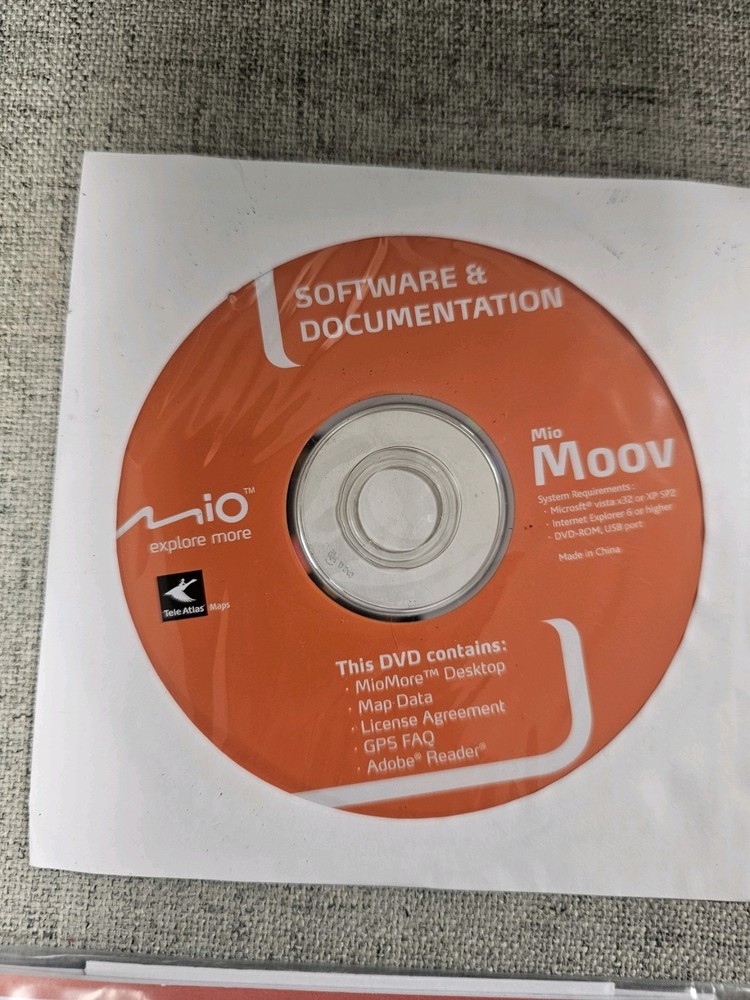 SOFTWARE &
DOCUMENTATION
Mio
Moov
System Requirements :
· Microsft® vista x32 or XP SP2
· Internet Explorer 6 or higher
· DVD-ROM, USB port
Made in China
Mio™
explore more
Tele Atlas® Maps
This DVD contains:
· MioMore™ Desktop
· Map Data
· License Agreement
· GPS FAQ
· Adobe® Reader®